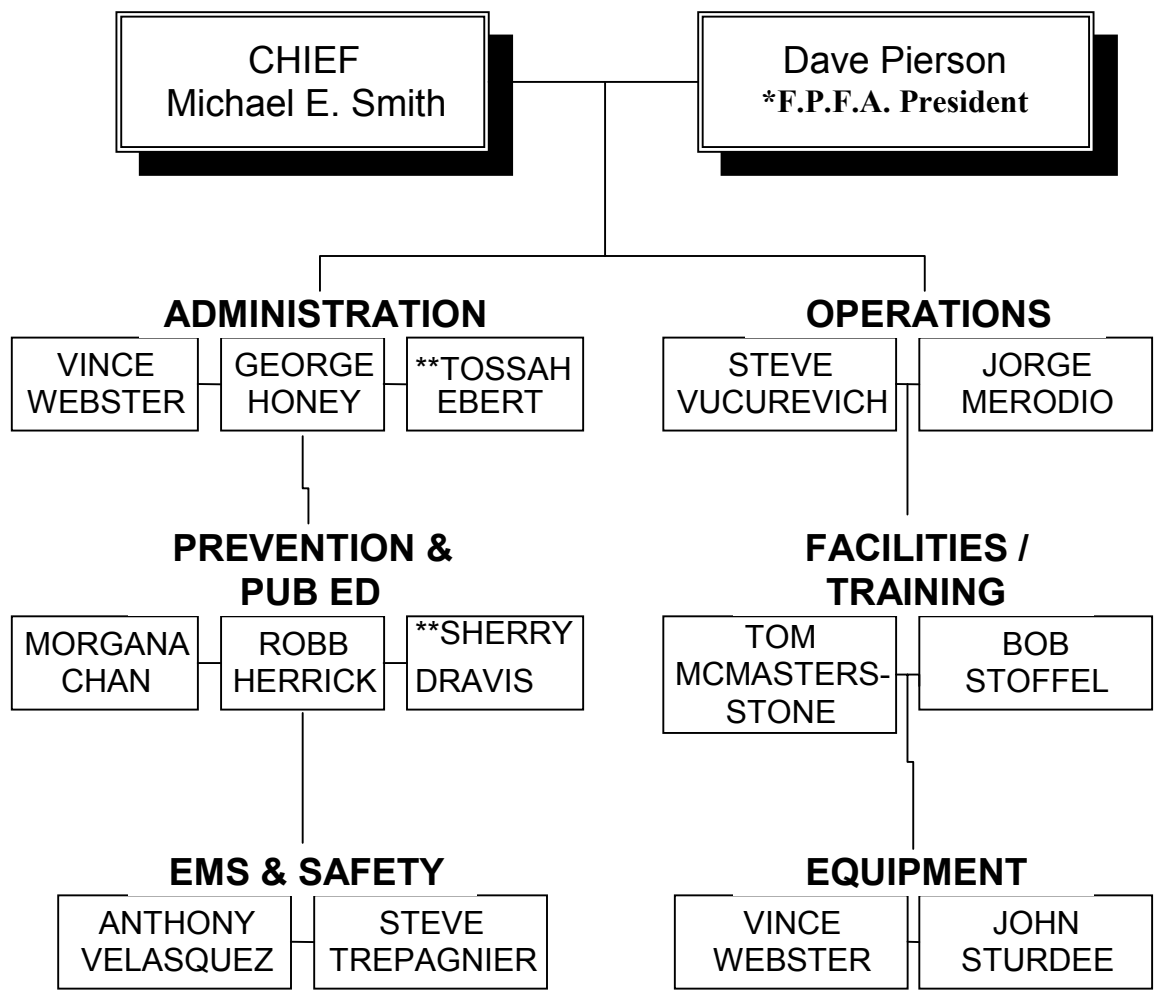 CHIEF
Michael E. Smith
Dave Pierson
*F.P.F.A. President
ADMINISTRATION
VINCE
WEBSTER
GEORGE
HONEY
**TOSSAH
EBERT
OPERATIONS
STEVE
VUCUREVICH
JORGE
MERODIO
PREVENTION &
PUB ED
MORGANA
CHAN
ROBB
HERRICK
**SHERRY
DRAVIS
FACILITIES /
TRAINING
TOM
MCMASTERS-
STONE
BOB
STOFFEL
EMS & SAFETY
ANTHONY
VELASQUEZ
STEVE
TREPAGNIER
EQUIPMENT
VINCE
WEBSTER
JOHN
STURDEE